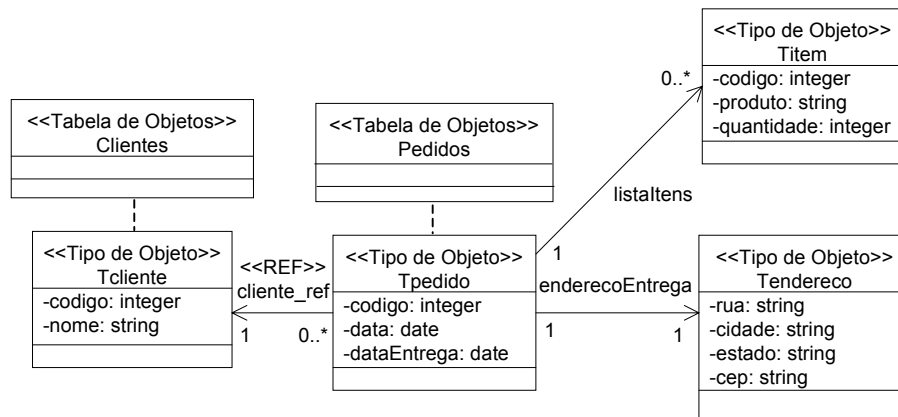 <<Tipo de Objeto>>
Titem
-codigo: integer
-produto: string
-quantidade: integer
0..*
<<Tabela de Objetos>>
Clientes
<<Tabela de Objetos>>
Pedidos
listaItens
<<Tipo de Objeto>>
Tcliente
-codigo: integer
-nome: string
<<REF>>
cliente_ref
1
0..*
<<Tipo de Objeto>>
Tpedido
-codigo: integer
-data: date
-dataEntrega: date
1
enderecoEntrega
1
1
<<Tipo de Objeto>>
Tendereco
-rua: string
-cidade: string
-estado: string
-cep: string